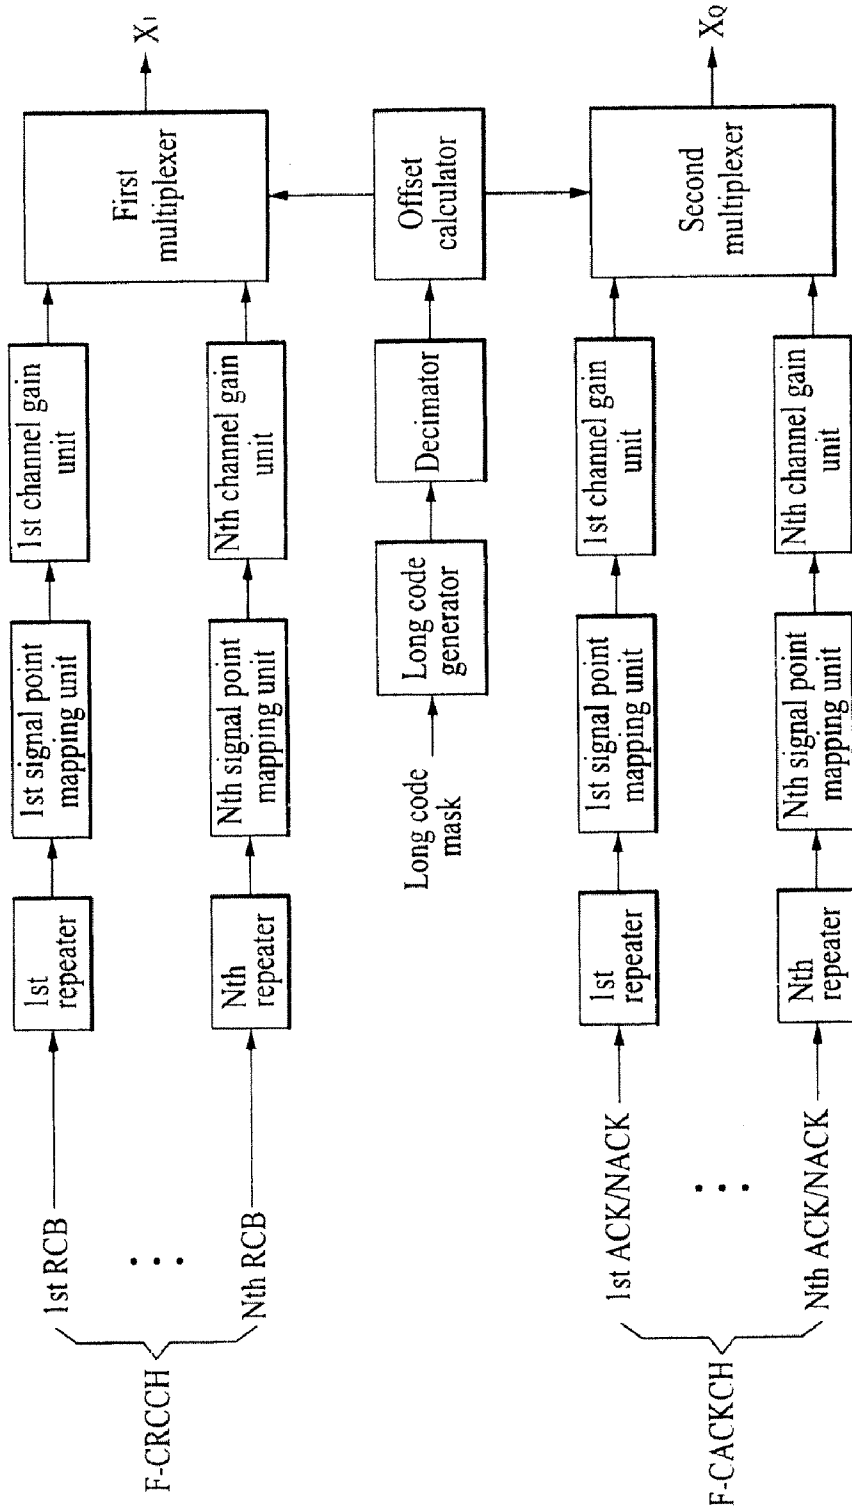 F-CRCCH
1st RCB
1st
repeater
1st signal point
mapping unit
1st channel gain
unit
Nth RCB
Nth
repeater
Nth signal point
mapping unit
Nth channel gain
unit
First
multiplexer
X_I
Long code
mask
Long code
generator
Decimator
Offset
calculator
F-CACKCH
1st ACK/NACK
1st
repeater
1st signal point
mapping unit
1st channel gain
unit
Nth ACK/NACK
Nth
repeater
Nth signal point
mapping unit
Nth channel gain
unit
Second
multiplexer
X_Q